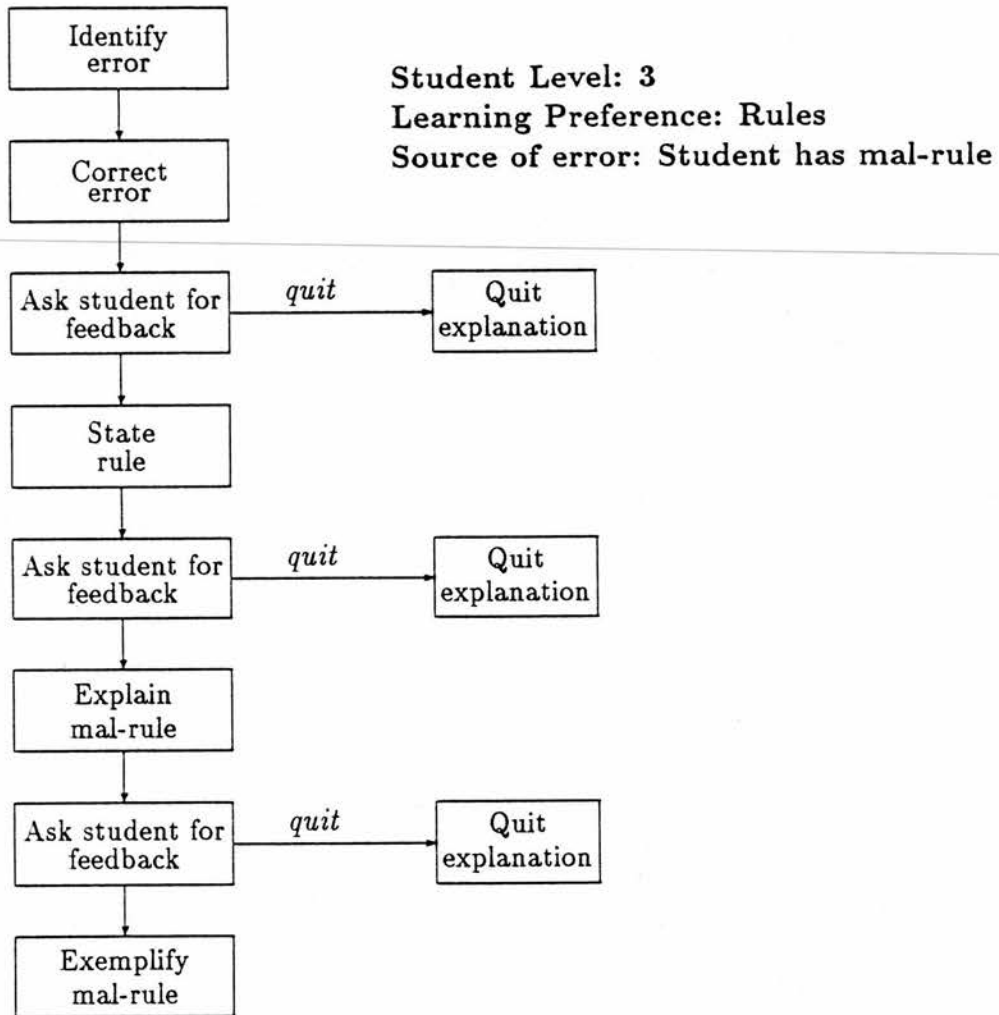 Identify
error
Student Level: 3
Learning Preference: Rules
Source of error: Student has mal-rule
Correct
error
Ask student for
feedback
quit
Quit
explanation
State
rule
Ask student for
feedback
quit
Quit
explanation
Explain
mal-rule
Ask student for
feedback
quit
Quit
explanation
Exemplify
mal-rule